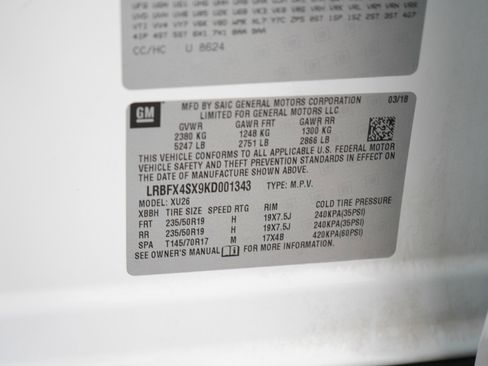 CC/HC U 8624
GM
MFD BY SAIC GENERAL MOTORS CORPORATION
LIMITED FOR GENERAL MOTORS LLC
03/18
GVWR GAWR FRT GAWR RR
2380 KG 1248 KG 1300 KG
5247 LB 2751 LB 2866 LB
THIS VEHICLE CONFORMS TO ALL APPLICABLE U.S. FEDERAL MOTOR
VEHICLE SAFETY AND THEFT PREVENTION STANDARDS IN EFFECT ON
THE DATE OF MANUFACTURE SHOWN ABOVE.
LRBFX4SX9KD001343 TYPE: M.P.V.
MODEL: XU26
XBBH TIRE SIZE SPEED RTG RIM COLD TIRE PRESSURE
FRT 235/50R19 H 19X7.5J 240KPA(35PSI)
RR 235/50R19 H 19X7.5J 240KPA(35PSI)
SPA T145/70R17 M 17X4B 420KPA(60PSI)
SEE OWNER'S MANUAL FOR MORE INFORMATION.